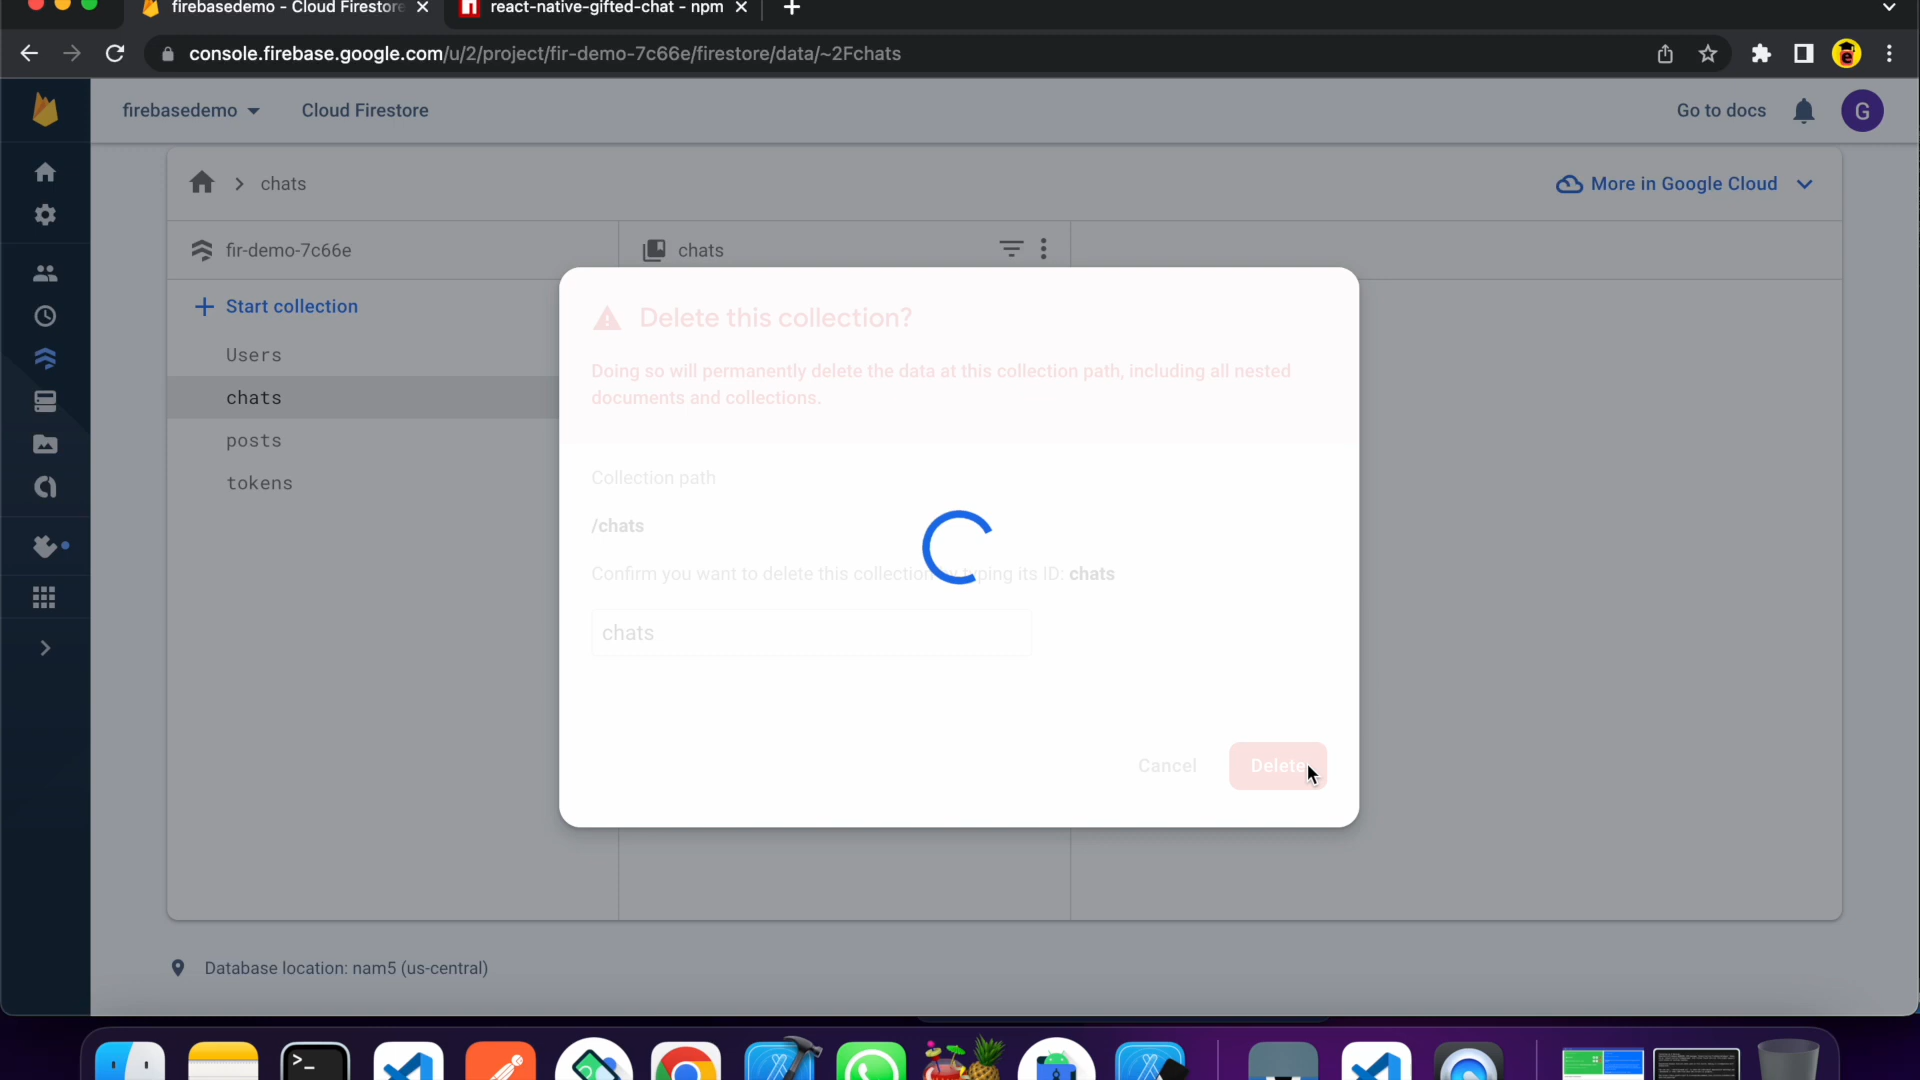 firebasedemo - Cloud Firestore
react-native-gifted-chat - npm
console.firebase.google.com/u/2/project/fir-demo-7c66e/firestore/data/~2Fchats
firebasedemo
Cloud Firestore
Go to docs
G
chats
More in Google Cloud
fir-demo-7c66e
chats
Start collection
Users
chats
posts
tokens
Delete this collection?
Doing so will permanently delete the data at this collection path, including all nested
documents and collections.
Collection path
/chats
Confirm you want to delete this collection by typing its ID: chats
chats
Cancel
Delete
Database location: nam5 (us-central)